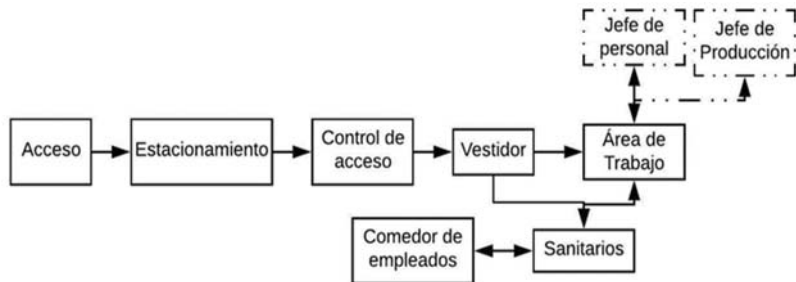 Jefe de
personal
Jefe de
Producción
Acceso
Estacionamiento
Control de
acceso
Vestidor
Área de
Trabajo
Comedor de
empleados
Sanitarios